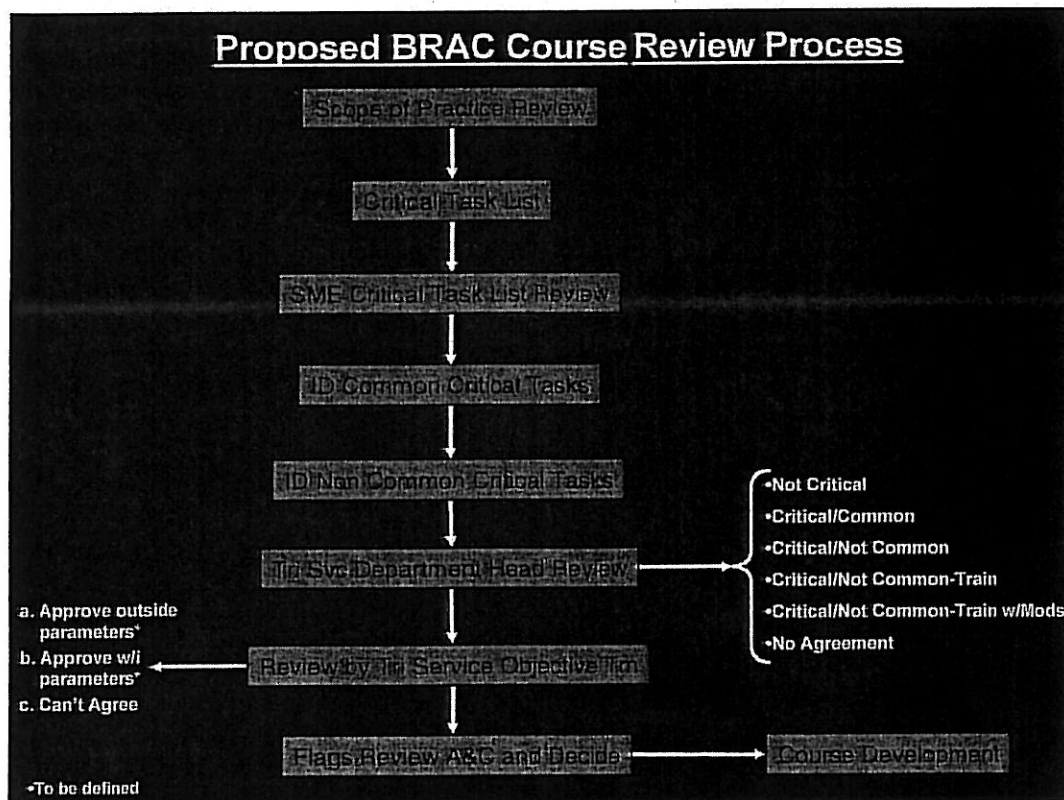 Proposed BRAC Course Review Process
Scope of Practice Review
Critical Task List
SME Critical Task List Review
ID Common Critical Tasks
ID Non Common Critical Tasks
Tiri Svc Department Head Review
•Not Critical
•Critical/Common
•Critical/Not Common
•Critical/Not Common-Train
•Critical/Not Common-Train w/Mods
•No Agreement
Review by Tiri Service Objective Tm
a. Approve outside
parameters*
b. Approve w/i
parameters*
c. Can't Agree
Flags Review A&C and Decide
Course Development
•To be defined